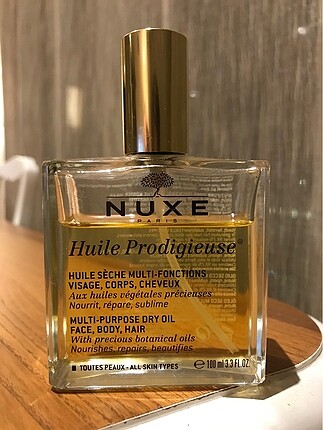 NUXE
PARIS
Huile Prodigieuse®
HUILE SÈCHE MULTI-FONCTIONS
VISAGE, CORPS, CHEVEUX
Aux huiles végétales précieuses
Nourrit, répare, sublime
MULTI-PURPOSE DRY OIL
FACE, BODY, HAIR
With precious botanical oils
Nourishes, repairs, beautifies
TOUTES PEAUX - ALL SKIN TYPES ℮ 100 ml 3.3 FL.OZ.